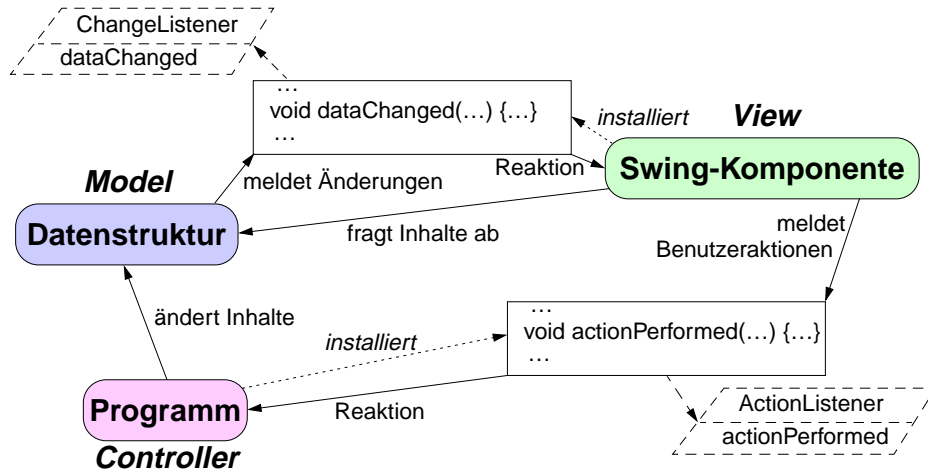 ChangeListener
dataChanged
…
void dataChanged(…) {…}
…
installiert
View
Swing-Komponente
Reaktion
Model
meldet Änderungen
Datenstruktur
fragt Inhalte ab
meldet
Benutzeraktionen
ändert Inhalte
installiert
…
void actionPerformed(…) {…}
…
Programm
Reaktion
Controller
ActionListener
actionPerformed